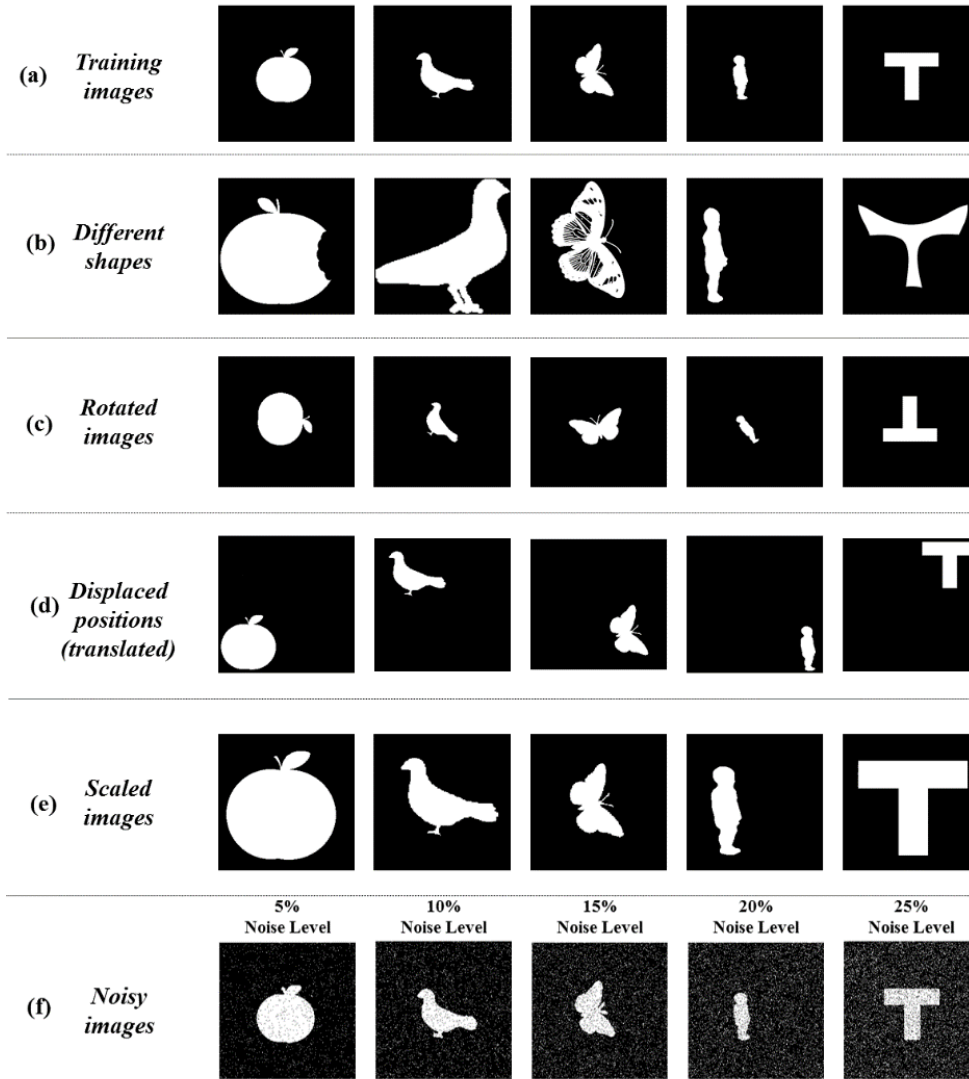 (a) Training
images
(b) Different
shapes
(c) Rotated
images
(d) Displaced
positions
(translated)
(e) Scaled
images
5% 10% 15% 20% 25%
Noise Level Noise Level Noise Level Noise Level Noise Level
(f) Noisy
images